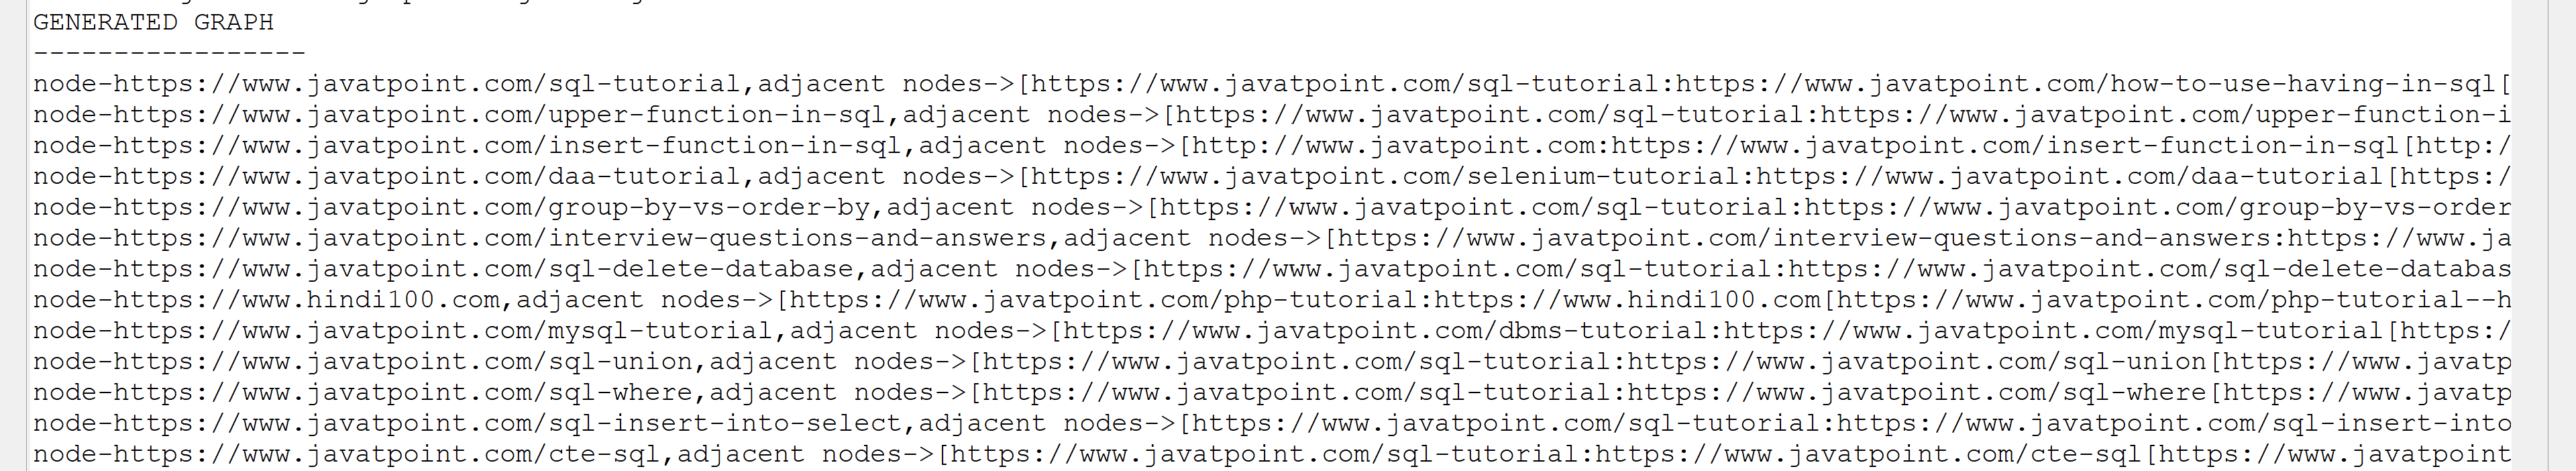 GENERATED GRAPH
-----------------
node-https://www.javatpoint.com/sql-tutorial,adjacent nodes->[https://www.javatpoint.com/sql-tutorial:https://www.javatpoint.com/how-to-use-having-in-sql[
node-https://www.javatpoint.com/upper-function-in-sql,adjacent nodes->[https://www.javatpoint.com/sql-tutorial:https://www.javatpoint.com/upper-function-i
node-https://www.javatpoint.com/insert-function-in-sql,adjacent nodes->[http://www.javatpoint.com:https://www.javatpoint.com/insert-function-in-sql[http:/
node-https://www.javatpoint.com/daa-tutorial,adjacent nodes->[https://www.javatpoint.com/selenium-tutorial:https://www.javatpoint.com/daa-tutorial[https:/
node-https://www.javatpoint.com/group-by-vs-order-by,adjacent nodes->[https://www.javatpoint.com/sql-tutorial:https://www.javatpoint.com/group-by-vs-order
node-https://www.javatpoint.com/interview-questions-and-answers,adjacent nodes->[https://www.javatpoint.com/interview-questions-and-answers:https://www.ja
node-https://www.javatpoint.com/sql-delete-database,adjacent nodes->[https://www.javatpoint.com/sql-tutorial:https://www.javatpoint.com/sql-delete-databas
node-https://www.hindi100.com,adjacent nodes->[https://www.javatpoint.com/php-tutorial:https://www.hindi100.com[https://www.javatpoint.com/php-tutorial--h
node-https://www.javatpoint.com/mysql-tutorial,adjacent nodes->[https://www.javatpoint.com/dbms-tutorial:https://www.javatpoint.com/mysql-tutorial[https:/
node-https://www.javatpoint.com/sql-union,adjacent nodes->[https://www.javatpoint.com/sql-tutorial:https://www.javatpoint.com/sql-union[https://www.javatp
node-https://www.javatpoint.com/sql-where,adjacent nodes->[https://www.javatpoint.com/sql-tutorial:https://www.javatpoint.com/sql-where[https://www.javatp
node-https://www.javatpoint.com/sql-insert-into-select,adjacent nodes->[https://www.javatpoint.com/sql-tutorial:https://www.javatpoint.com/sql-insert-into
node-https://www.javatpoint.com/cte-sql,adjacent nodes->[https://www.javatpoint.com/sql-tutorial:https://www.javatpoint.com/cte-sql[https://www.javatpoint